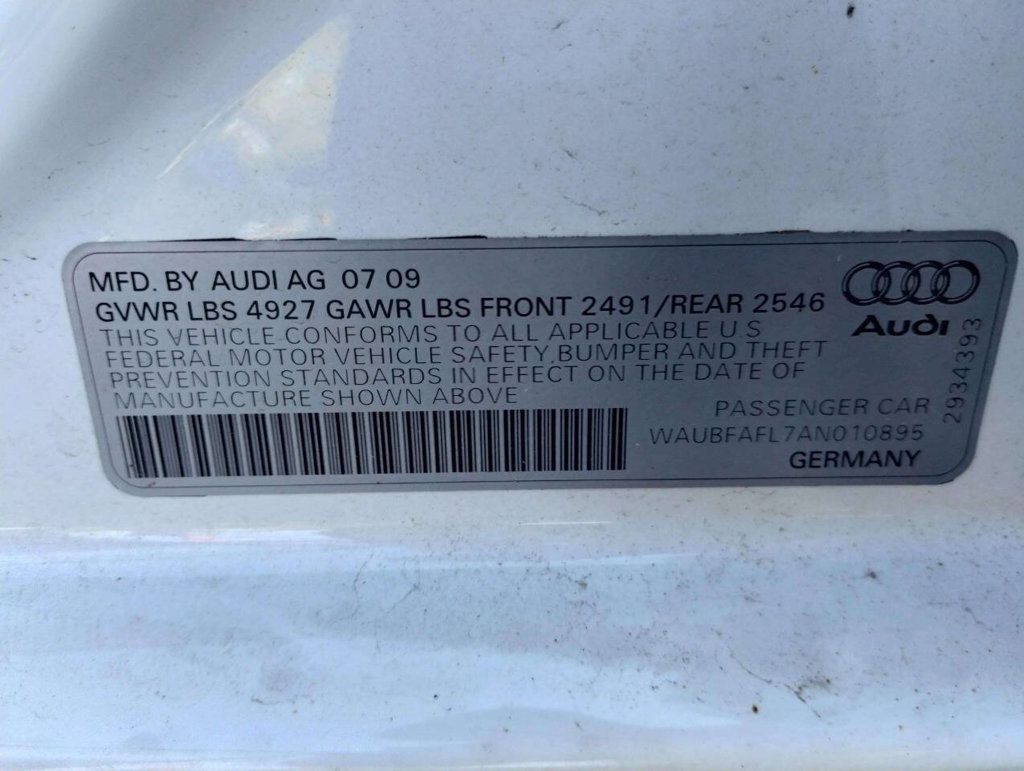 MFD. BY AUDI AG 07 09
GVWR LBS 4927 GAWR LBS FRONT 2491/REAR 2546
THIS VEHICLE CONFORMS TO ALL APPLICABLE U S
FEDERAL MOTOR VEHICLE SAFETY, BUMPER AND THEFT
PREVENTION STANDARDS IN EFFECT ON THE DATE OF
MANUFACTURE SHOWN ABOVE
Audi
2934393
PASSENGER CAR
WAUBFAFL7AN010895
GERMANY